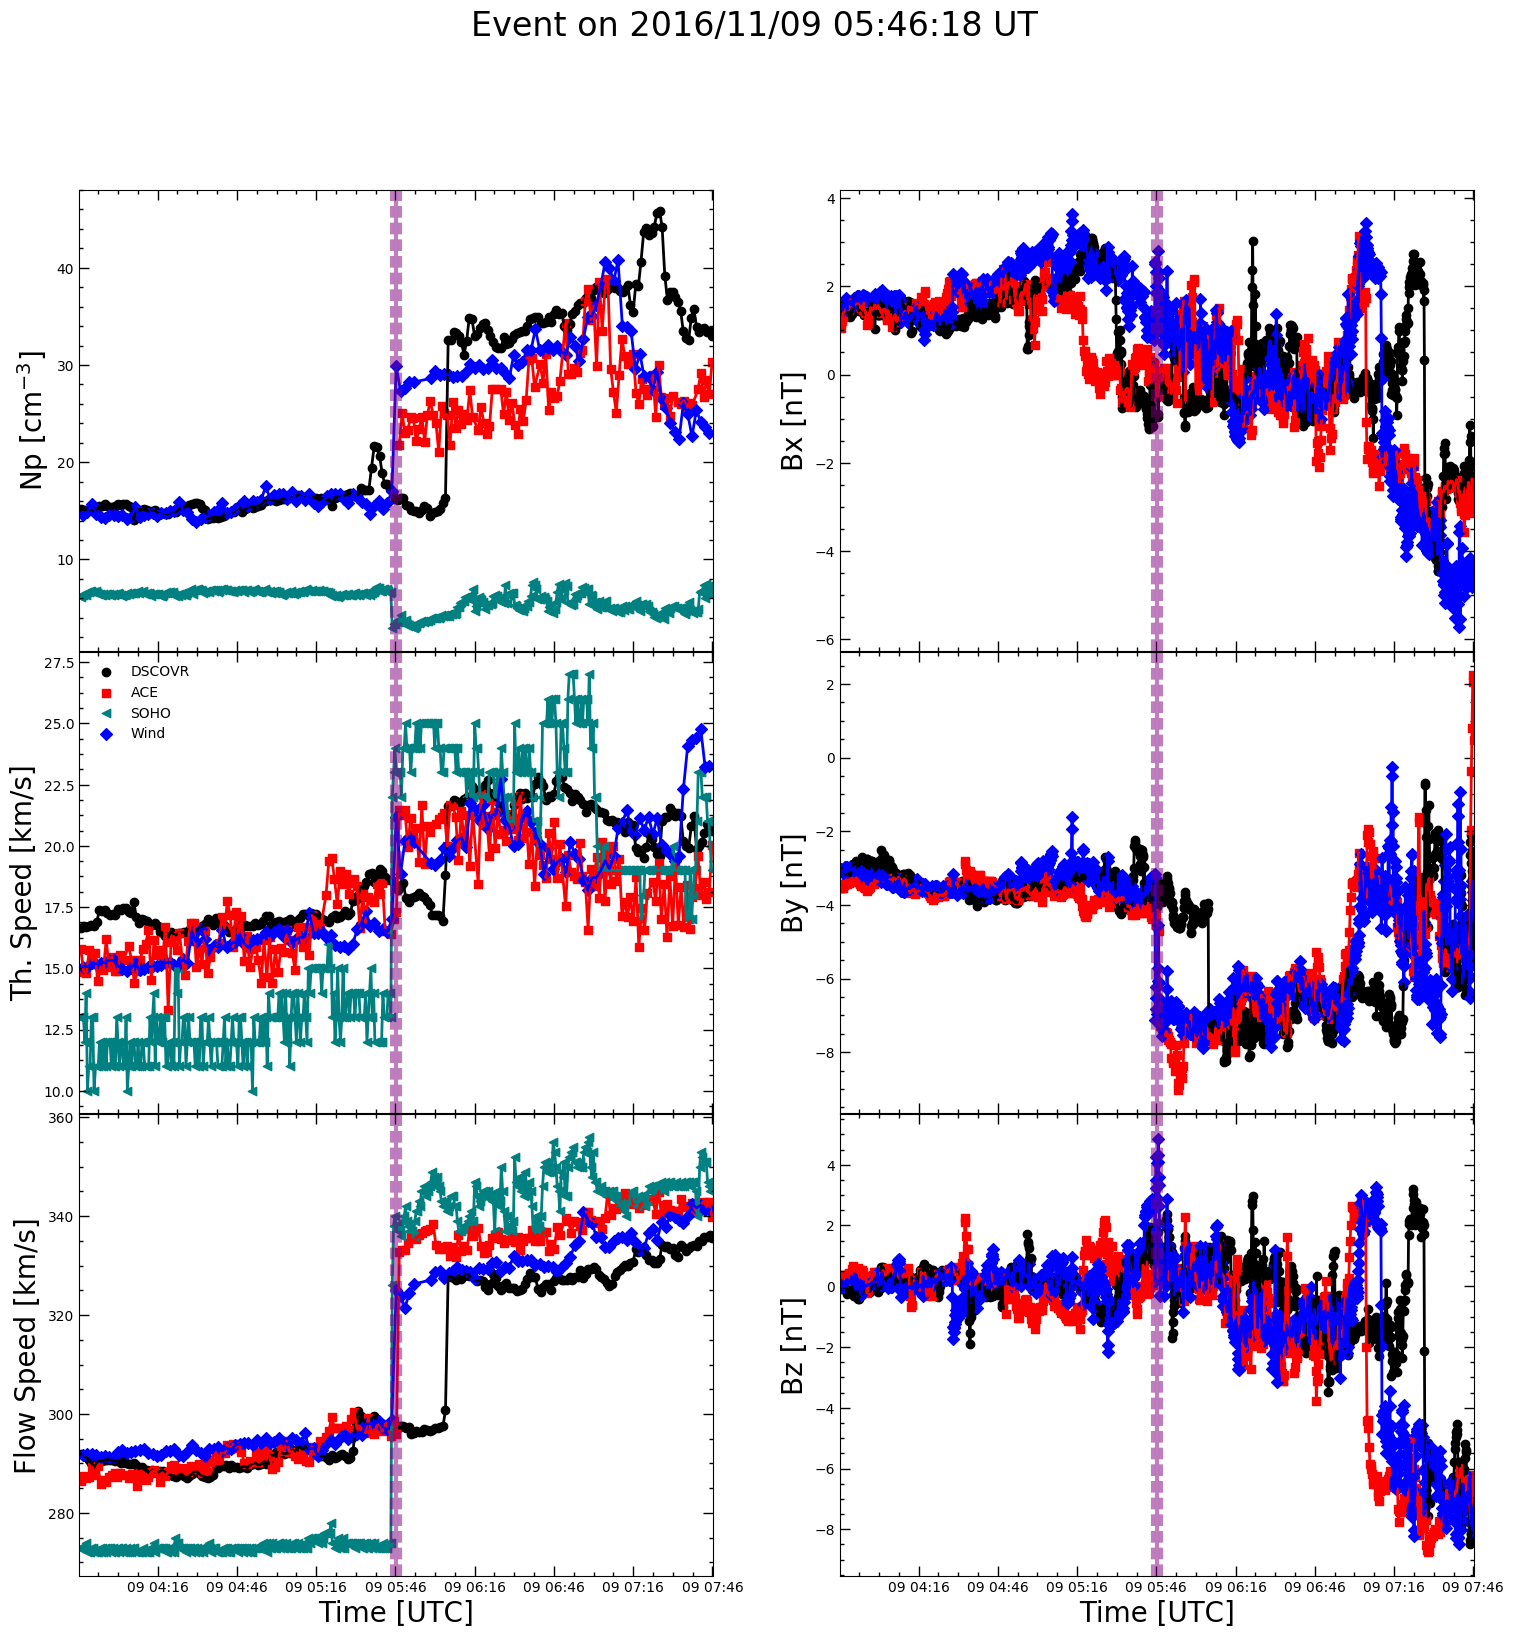 Event on 2016/11/09 05:46:18 UT
Np [cm⁻³]
40
30
20
10
Bx [nT]
4
2
0
−2
−4
−6
Th. Speed [km/s]
27.5
25.0
22.5
20.0
17.5
15.0
12.5
10.0
DSCOVR
ACE
SOHO
Wind
By [nT]
2
0
−2
−4
−6
−8
Flow Speed [km/s]
360
340
320
300
280
Bz [nT]
4
2
0
−2
−4
−6
−8
09 04:16 09 04:46 09 05:16 09 05:46 09 06:16 09 06:46 09 07:16 09 07:46
Time [UTC]
09 04:16 09 04:46 09 05:16 09 05:46 09 06:16 09 06:46 09 07:16 09 07:46
Time [UTC]